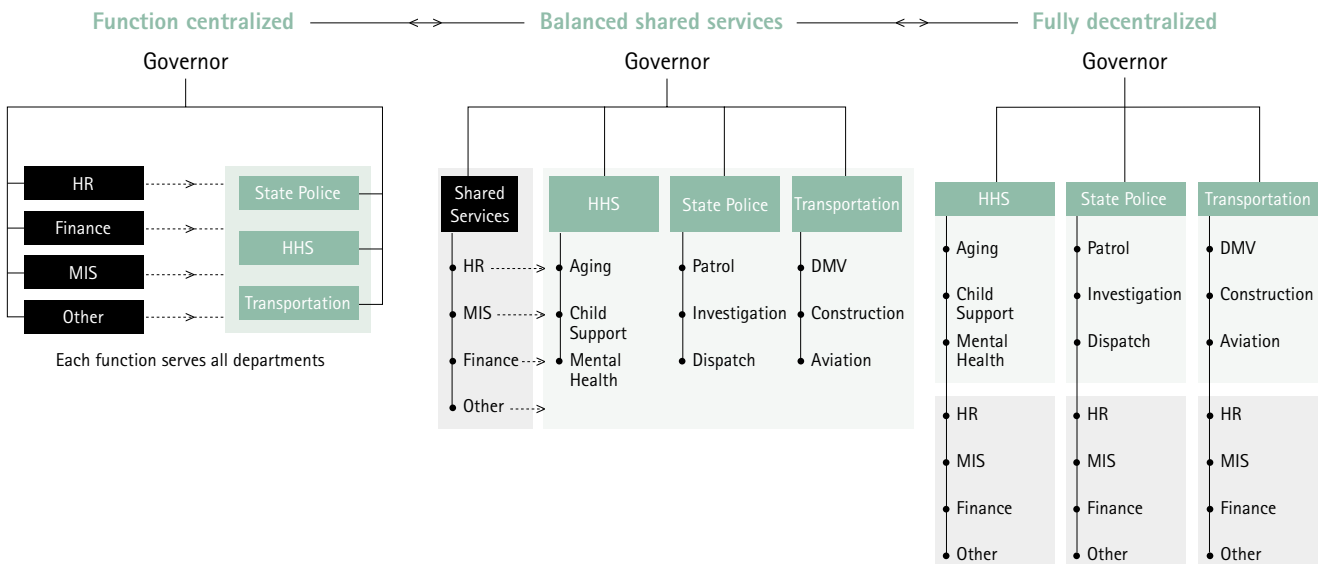 Function centralized
Balanced shared services
Fully decentralized
Governor
HR
Finance
MIS
Other
State Police
HHS
Transportation
Each function serves all departments
Governor
Shared
Services
HR
MIS
Finance
Other
HHS
Aging
Child
Support
Mental
Health
State Police
Patrol
Investigation
Dispatch
Transportation
DMV
Construction
Aviation
Governor
HHS
Aging
Child
Support
Mental
Health
HR
MIS
Finance
Other
State Police
Patrol
Investigation
Dispatch
HR
MIS
Finance
Other
Transportation
DMV
Construction
Aviation
HR
MIS
Finance
Other